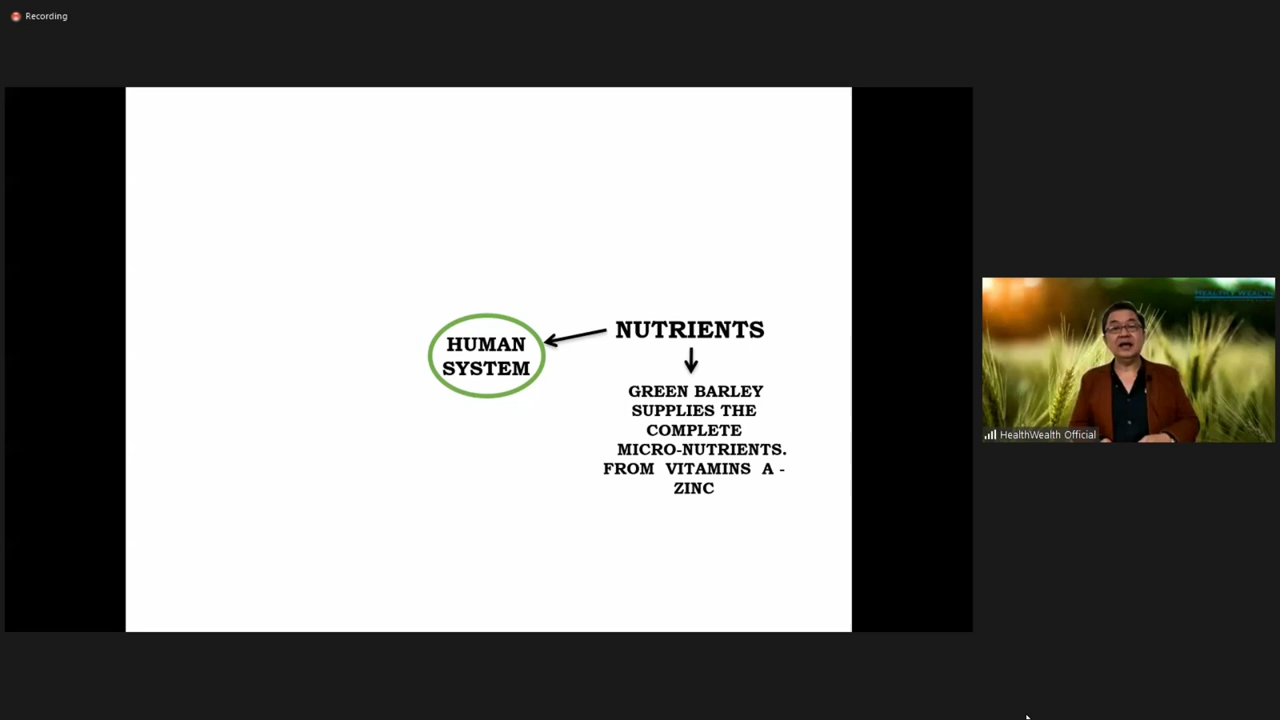 Recording
HUMAN
SYSTEM
NUTRIENTS
GREEN BARLEY
SUPPLIES THE
COMPLETE
MICRO-NUTRIENTS.
FROM VITAMINS A -
ZINC
HealthWealth Official